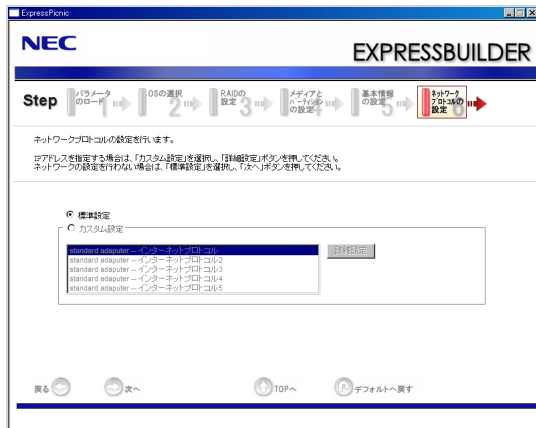 ExpressPicnic
NEC
EXPRESSBUILDER
Step
パラメータのロード 1
OSの選択 2
RAIDの設定 3
メディアとパーティションの設定 4
基本情報の設定 5
ネットワークプロトコルの設定 6
ネットワークプロトコルの設定を行います。
IPアドレスを指定する場合は、「カスタム設定」を選択し、「詳細設定」ボタンを押してください。
ネットワークの設定を行わない場合は、「標準設定」を選択し、「次へ」ボタンを押してください。
標準設定
カスタム設定
standard adaputer -- インターネットプロトコル
詳細設定
standard adaputer -- インターネットプロトコル2
standard adaputer -- インターネットプロトコル3
standard adaputer -- インターネットプロトコル4
standard adaputer -- インターネットプロトコル5
戻る
次へ
TOPへ
デフォルトへ戻す